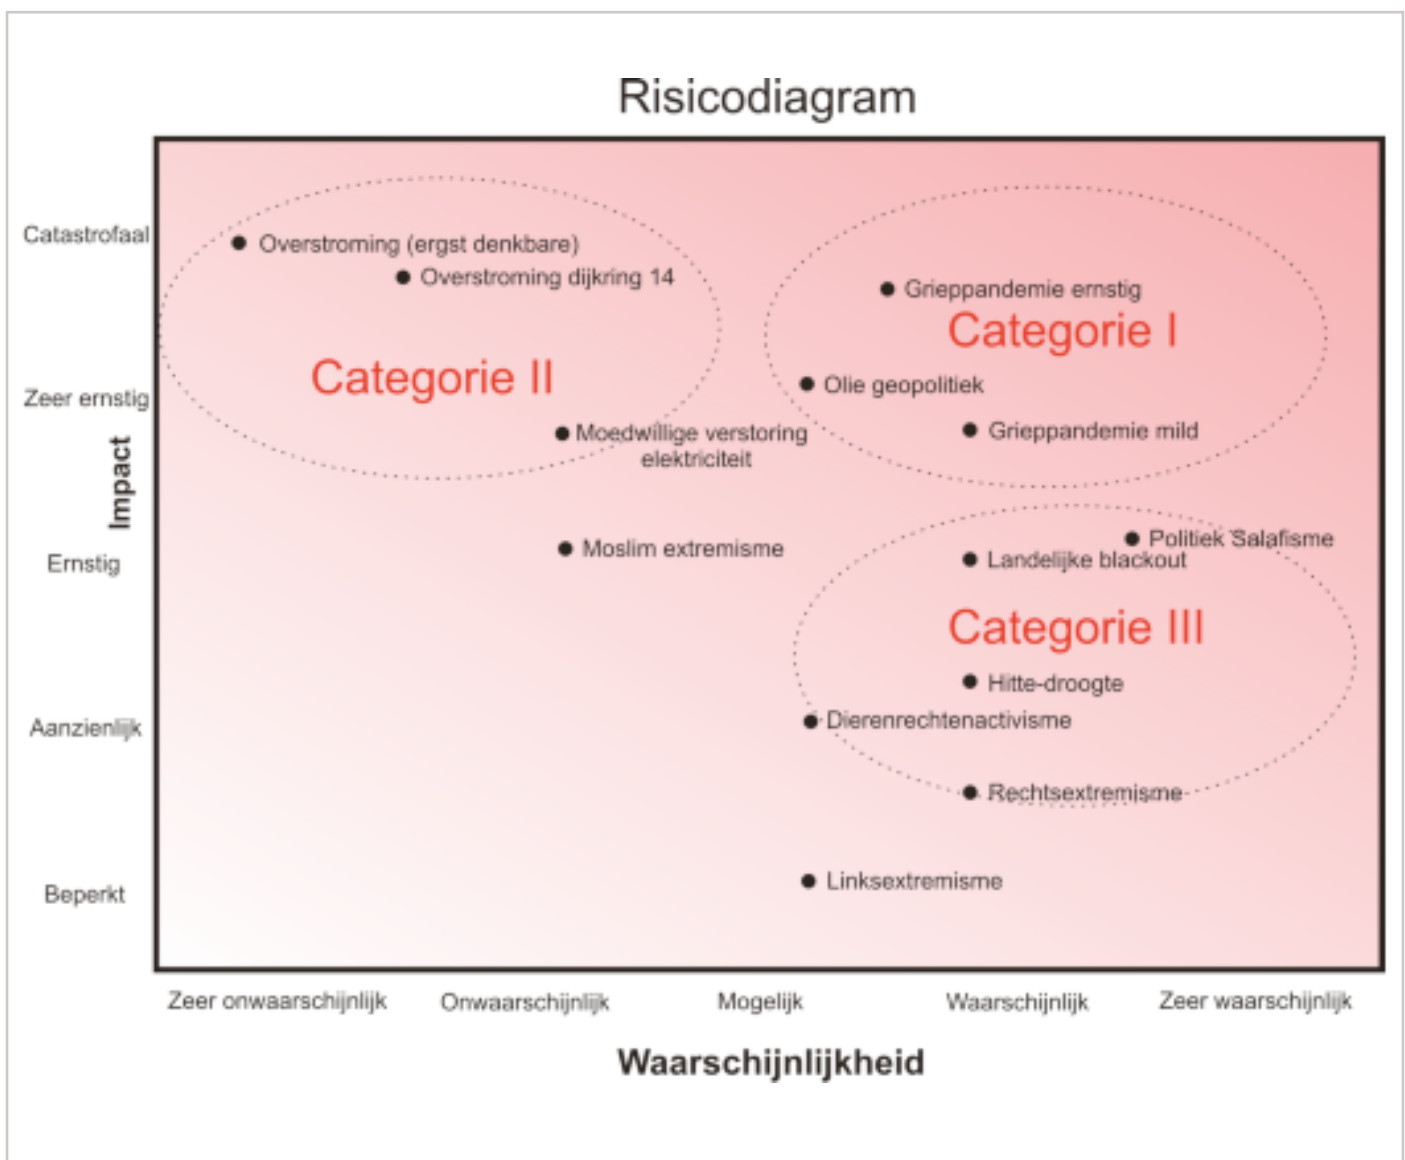 Risicodiagram
Catastrofaal
Overstroming (ergst denkbare)
Overstroming dijkring 14
Grieppandemie ernstig
Categorie I
Categorie II
Olie geopolitiek
Zeer ernstig
Moedwillige verstoring
elektriciteit
Grieppandemie mild
Impact
Politiek Salafisme
Moslim extremisme
Landelijke blackout
Ernstig
Categorie III
Hitte-droogte
Aanzienlijk
Dierenrechtenactivisme
Rechtsextremisme
Beperkt
Linksextremisme
Zeer onwaarschijnlijk
Onwaarschijnlijk
Mogelijk
Waarschijnlijk
Zeer waarschijnlijk
Waarschijnlijkheid